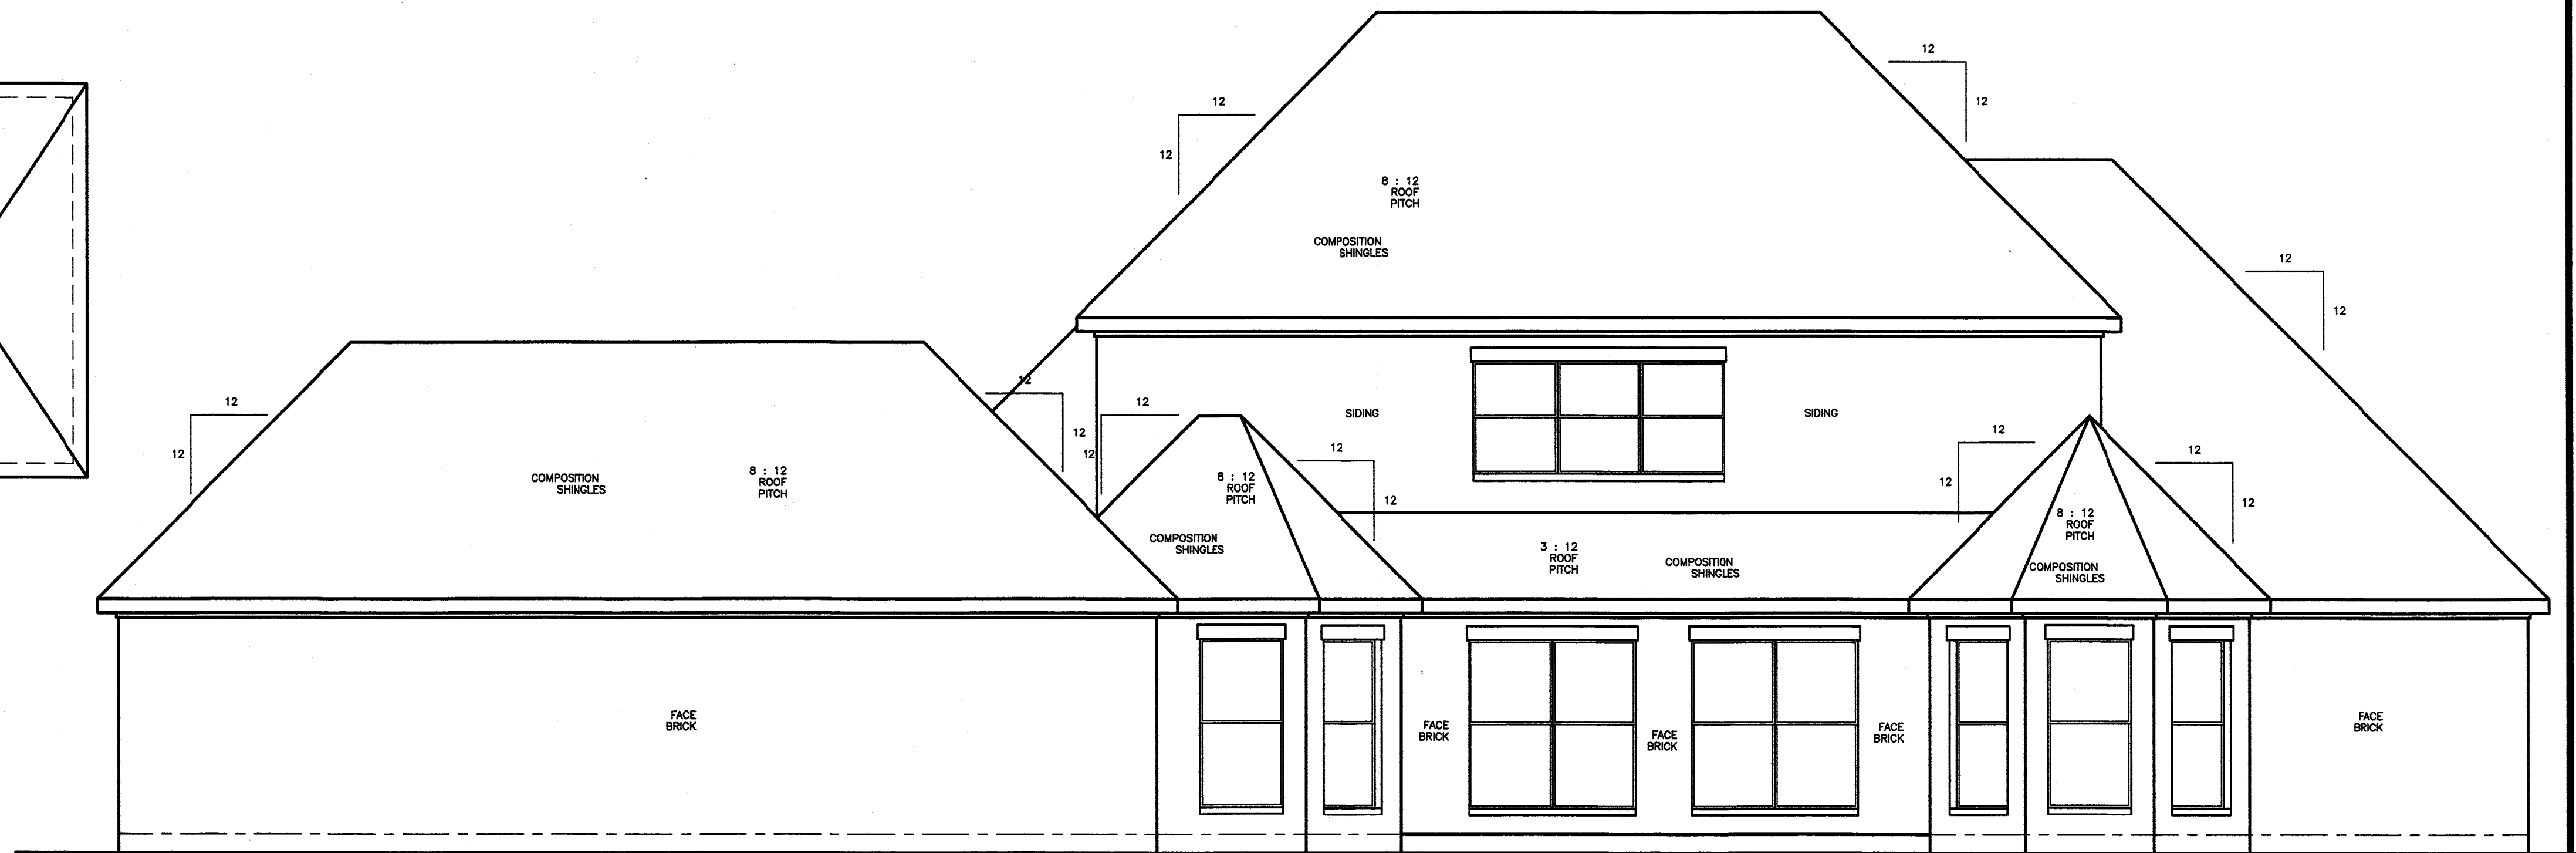 12
12
12
12
8 : 12
ROOF
PITCH
COMPOSITION
SHINGLES
12
12
12
12
12
12
12
12
SIDING
SIDING
12
12
12
12
12
12
COMPOSITION
SHINGLES
8 : 12
ROOF
PITCH
8 : 12
ROOF
PITCH
COMPOSITION
SHINGLES
3 : 12
ROOF
PITCH
COMPOSITION
SHINGLES
8 : 12
ROOF
PITCH
COMPOSITION
SHINGLES
FACE
BRICK
FACE
BRICK
FACE
BRICK
FACE
BRICK
FACE
BRICK